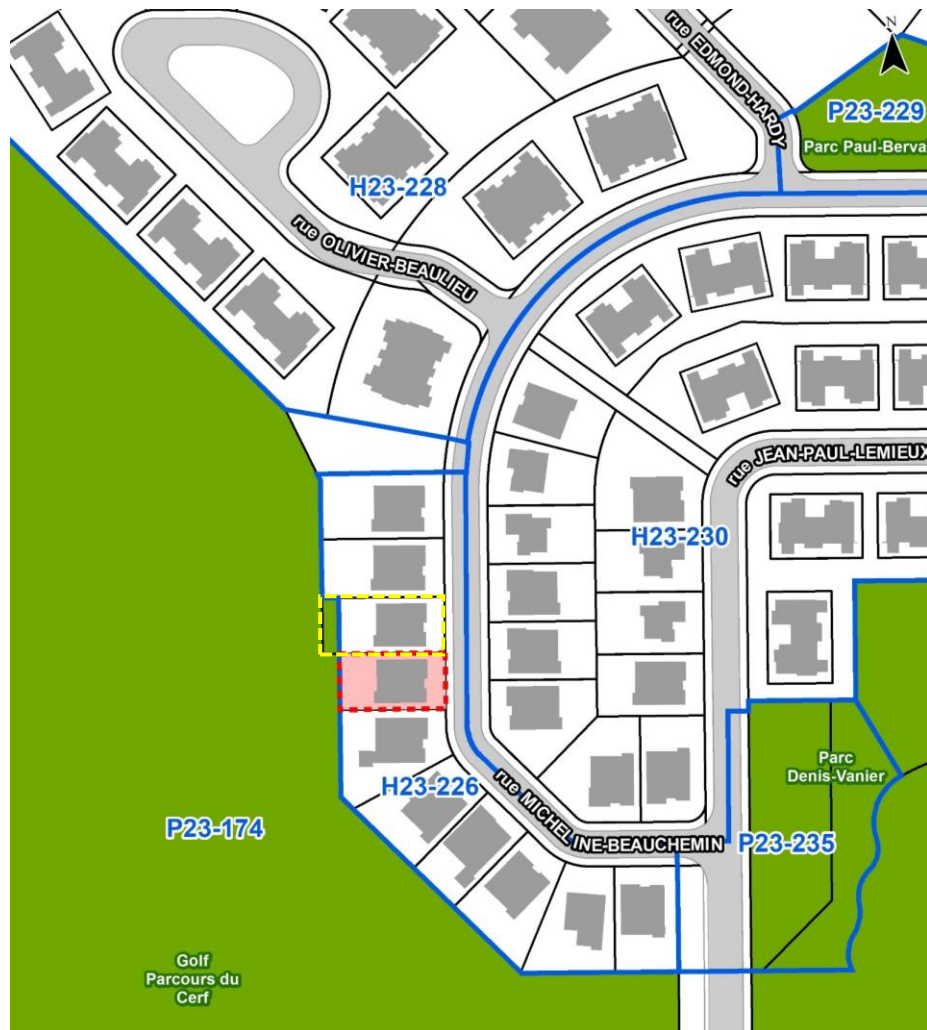 rue EDMOND-HARDY
N
P23-229
Parc Paul-Berva
H23-228
rue OLIVIER-BEAULIEU
rue JEAN-PAUL-LEMIEUX
H23-230
Parc
Denis-Vanier
H23-226
rue MICHELINE-BEAUCHEMIN
P23-174
P23-235
Golf
Parcours du
Cerf